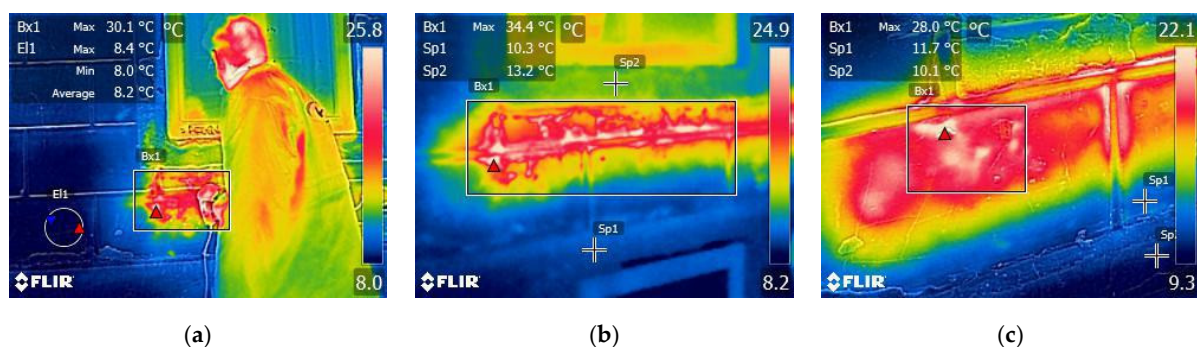 Bx1 Max 30.1 °C °C 25.8
El1 Max 8.4 °C
Min 8.0 °C
Average 8.2 °C
Bx1
El1
FLIR 8.0
(a)
Bx1 Max 34.4 °C °C 24.9
Sp1 10.3 °C
Sp2 13.2 °C
Sp2
Bx1
Sp1
FLIR 8.2
(b)
Bx1 Max 28.0 °C °C 22.1
Sp1 11.7 °C
Sp2 10.1 °C
Bx1
Sp1
Sp
FLIR 9.3
(c)